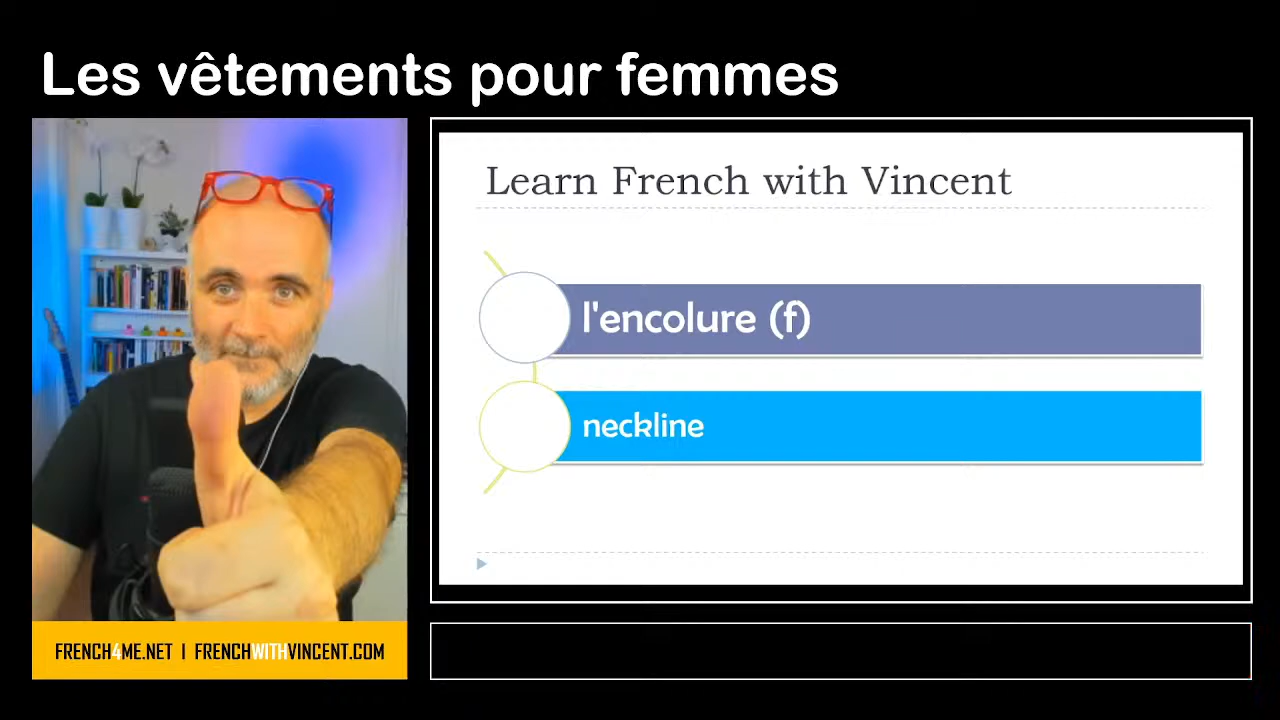 Les vêtements pour femmes
Learn French with Vincent
l'encolure (f)
neckline
FRENCH4ME.NET I FRENCHWITHVINCENT.COM